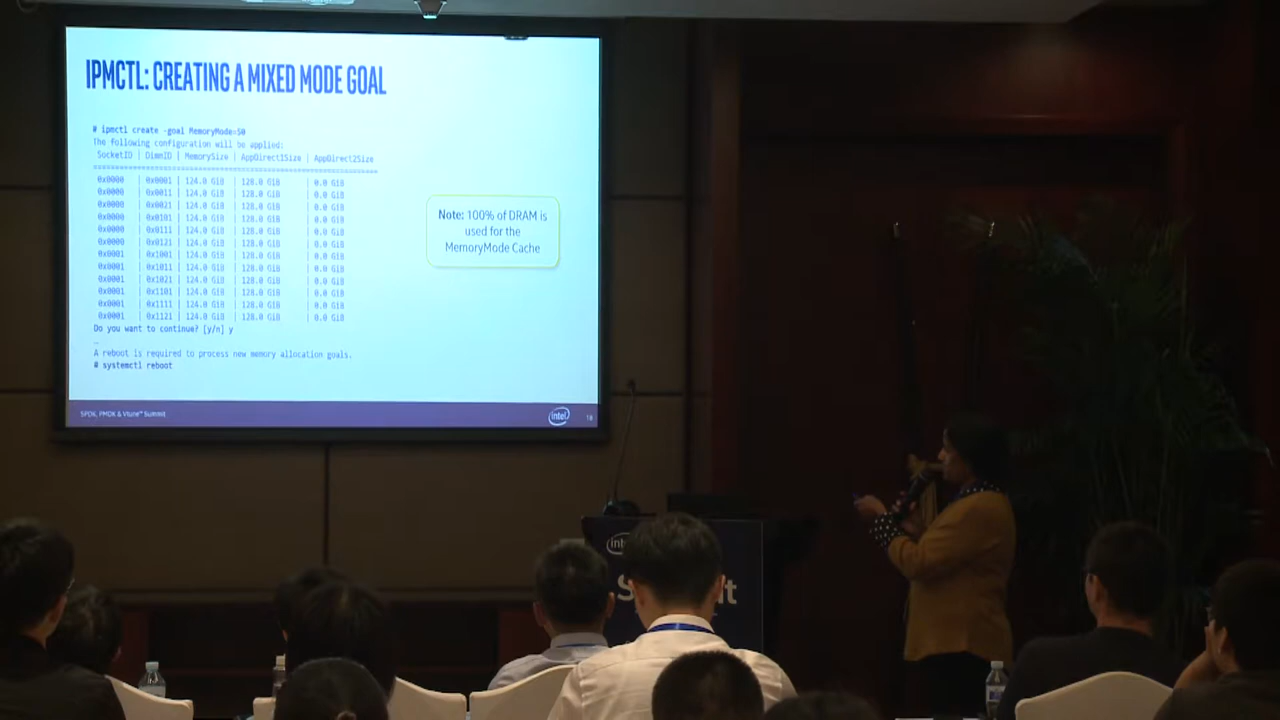 IPMCTL: CREATING A MIXED MODE GOAL
# ipmctl create -goal MemoryMode=50
The following configuration will be applied:
SocketID | DimmID | MemorySize | AppDirect1Size | AppDirect2Size
==================================================================
0x0000 | 0x0001 | 124.0 GiB | 128.0 GiB | 0.0 GiB
0x0000 | 0x0011 | 124.0 GiB | 128.0 GiB | 0.0 GiB
0x0000 | 0x0021 | 124.0 GiB | 128.0 GiB | 0.0 GiB
0x0000 | 0x0101 | 124.0 GiB | 128.0 GiB | 0.0 GiB
0x0000 | 0x0111 | 124.0 GiB | 128.0 GiB | 0.0 GiB
0x0000 | 0x0121 | 124.0 GiB | 128.0 GiB | 0.0 GiB
0x0001 | 0x1001 | 124.0 GiB | 128.0 GiB | 0.0 GiB
0x0001 | 0x1011 | 124.0 GiB | 128.0 GiB | 0.0 GiB
0x0001 | 0x1021 | 124.0 GiB | 128.0 GiB | 0.0 GiB
0x0001 | 0x1101 | 124.0 GiB | 128.0 GiB | 0.0 GiB
0x0001 | 0x1111 | 124.0 GiB | 128.0 GiB | 0.0 GiB
0x0001 | 0x1121 | 124.0 GiB | 128.0 GiB | 0.0 GiB
Do you want to continue? [y/n] y
…
A reboot is required to process new memory allocation goals.
# systemctl reboot
Note: 100% of DRAM is
used for the
MemoryMode Cache
SPDK, PMDK & Vtune™ Summit
intel
18